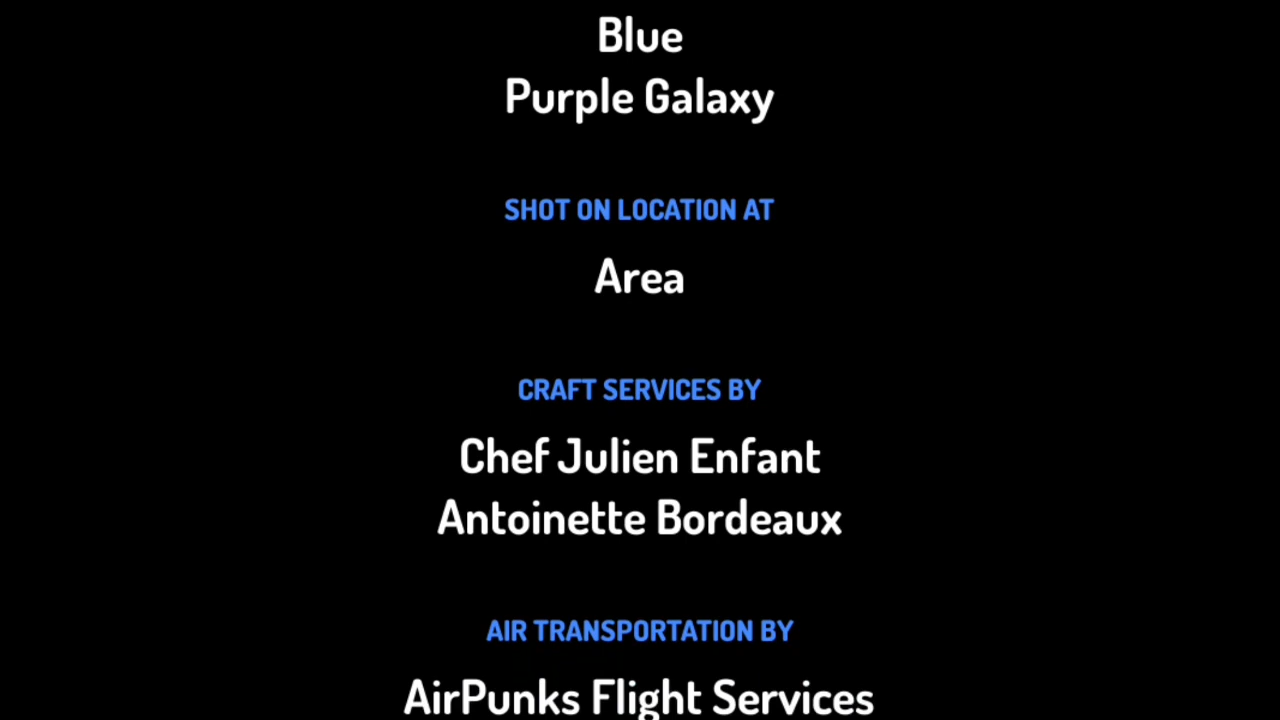 Blue
Purple Galaxy
SHOT ON LOCATION AT
Area
CRAFT SERVICES BY
Chef Julien Enfant
Antoinette Bordeaux
AIR TRANSPORTATION BY
AirPunks Flight Services